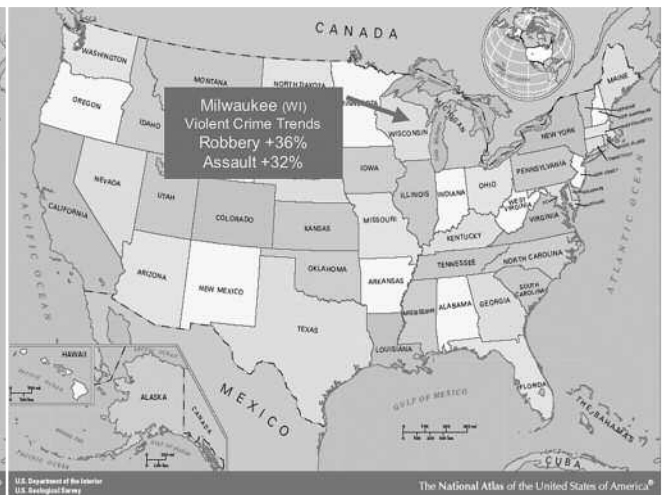 CANADA
WASHINGTON
MONTANA
NORTH DAKOTA
MAINE
OREGON
IDAHO
Milwaukee (WI)
Violent Crime Trends
Robbery +36%
Assault +32%
WISCONSIN
NEW YORK
IOWA
PENNSYLVANIA
NEVADA
UTAH
COLORADO
KANSAS
ILLINOIS
INDIANA
OHIO
WEST
VIRGINIA
VIRGINIA
CALIFORNIA
MISSOURI
KENTUCKY
PACIFIC OCEAN
ATLANTIC OCEAN
ARIZONA
NEW MEXICO
OKLAHOMA
ARKANSAS
TENNESSEE
NORTH CAROLINA
SOUTH
CAROLINA
TEXAS
LOUISIANA
MISSISSIPPI
ALABAMA
GEORGIA
FLORIDA
HAWAII
ALASKA
CANADA
MEXICO
GULF OF MEXICO
THE BAHAMAS
CUBA
U.S. Department of the Interior
U.S. Geological Survey
The National Atlas of the United States of America®